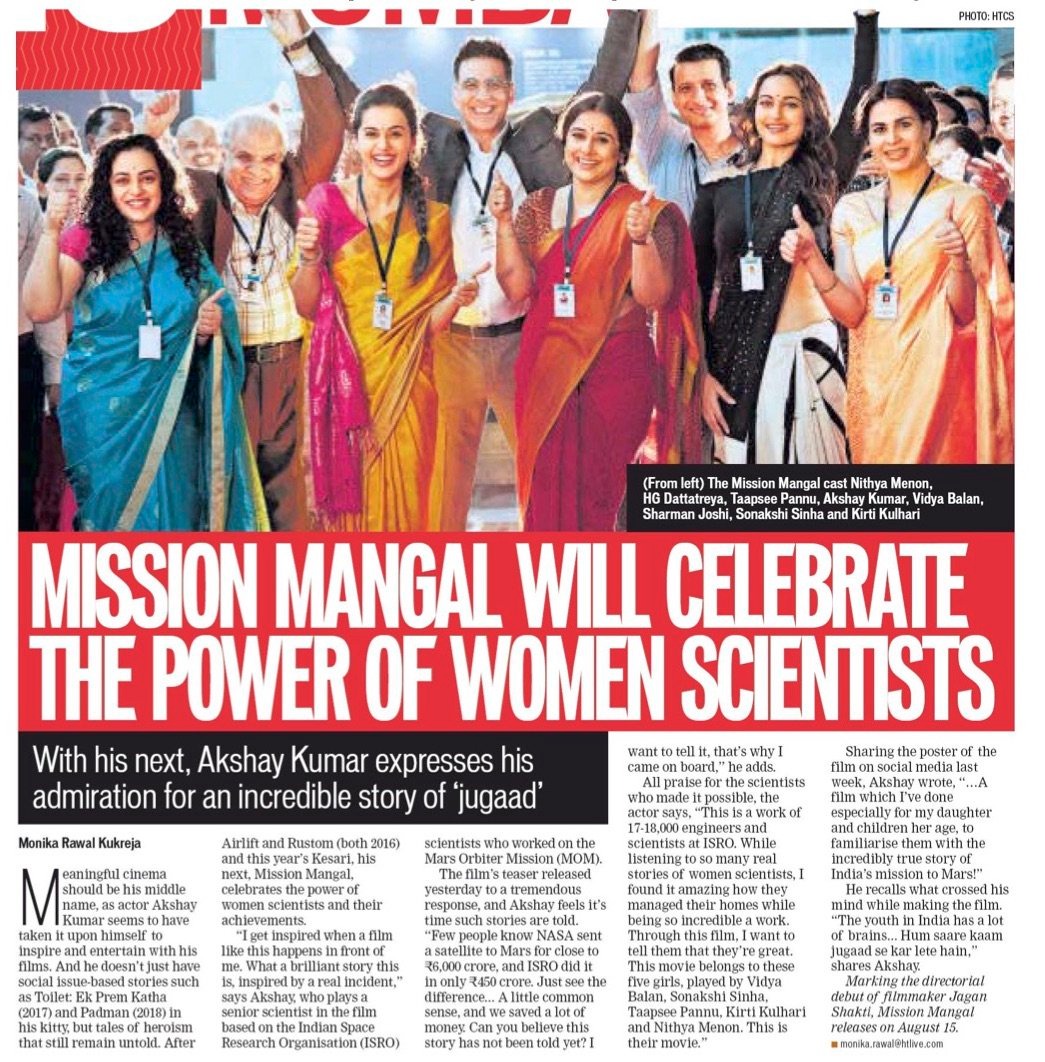 PHOTO: HTCS
(From left) The Mission Mangal cast Nithya Menon,
HG Dattatreya, Taapsee Pannu, Akshay Kumar, Vidya Balan,
Sharman Joshi, Sonakshi Sinha and Kirti Kulhari
MISSION MANGAL WILL CELEBRATE
THE POWER OF WOMEN SCIENTISTS
With his next, Akshay Kumar expresses his
admiration for an incredible story of ‘jugaad’
Monika Rawal Kukreja
Meaningful cinema
should be his middle
name, as actor Akshay
Kumar seems to have
taken it upon himself to
inspire and entertain with his
films. And he doesn’t just have
social issue-based stories such
as Toilet: Ek Prem Katha
(2017) and Padman (2018) in
his kitty, but tales of heroism
that still remain untold. After
Airlift and Rustom (both 2016)
and this year’s Kesari, his
next, Mission Mangal,
celebrates the power of
women scientists and their
achievements.
“I get inspired when a film
like this happens in front of
me. What a brilliant story this
is, inspired by a real incident,”
says Akshay, who plays a
senior scientist in the film
based on the Indian Space
Research Organisation (ISRO)
scientists who worked on the
Mars Orbiter Mission (MOM).
The film’s teaser released
yesterday to a tremendous
response, and Akshay feels it’s
time such stories are told.
“Few people know NASA sent
a satellite to Mars for close to
₹6,000 crore, and ISRO did it
in only ₹450 crore. Just see the
difference... A little common
sense, and we saved a lot of
money. Can you believe this
story has not been told yet? I
want to tell it, that’s why I
came on board,” he adds.
All praise for the scientists
who made it possible, the
actor says, “This is a work of
17-18,000 engineers and
scientists at ISRO. While
listening to so many real
stories of women scientists, I
found it amazing how they
managed their homes while
being so incredible a work.
Through this film, I want to
tell them that they’re great.
This movie belongs to these
five girls, played by Vidya
Balan, Sonakshi Sinha,
Taapsee Pannu, Kirti Kulhari
and Nithya Menon. This is
their movie.”
Sharing the poster of the
film on social media last
week, Akshay wrote, “...A
film which I’ve done
especially for my daughter
and children her age, to
familiarise them with the
incredibly true story of
India’s mission to Mars!”
He recalls what crossed his
mind while making the film.
“The youth in India has a lot
of brains... Hum saare kaam
jugaad se kar lete hain,”
shares Akshay.
Marking the directorial
debut of filmmaker Jagan
Shakti, Mission Mangal
releases on August 15.
monika.rawal@htlive.com